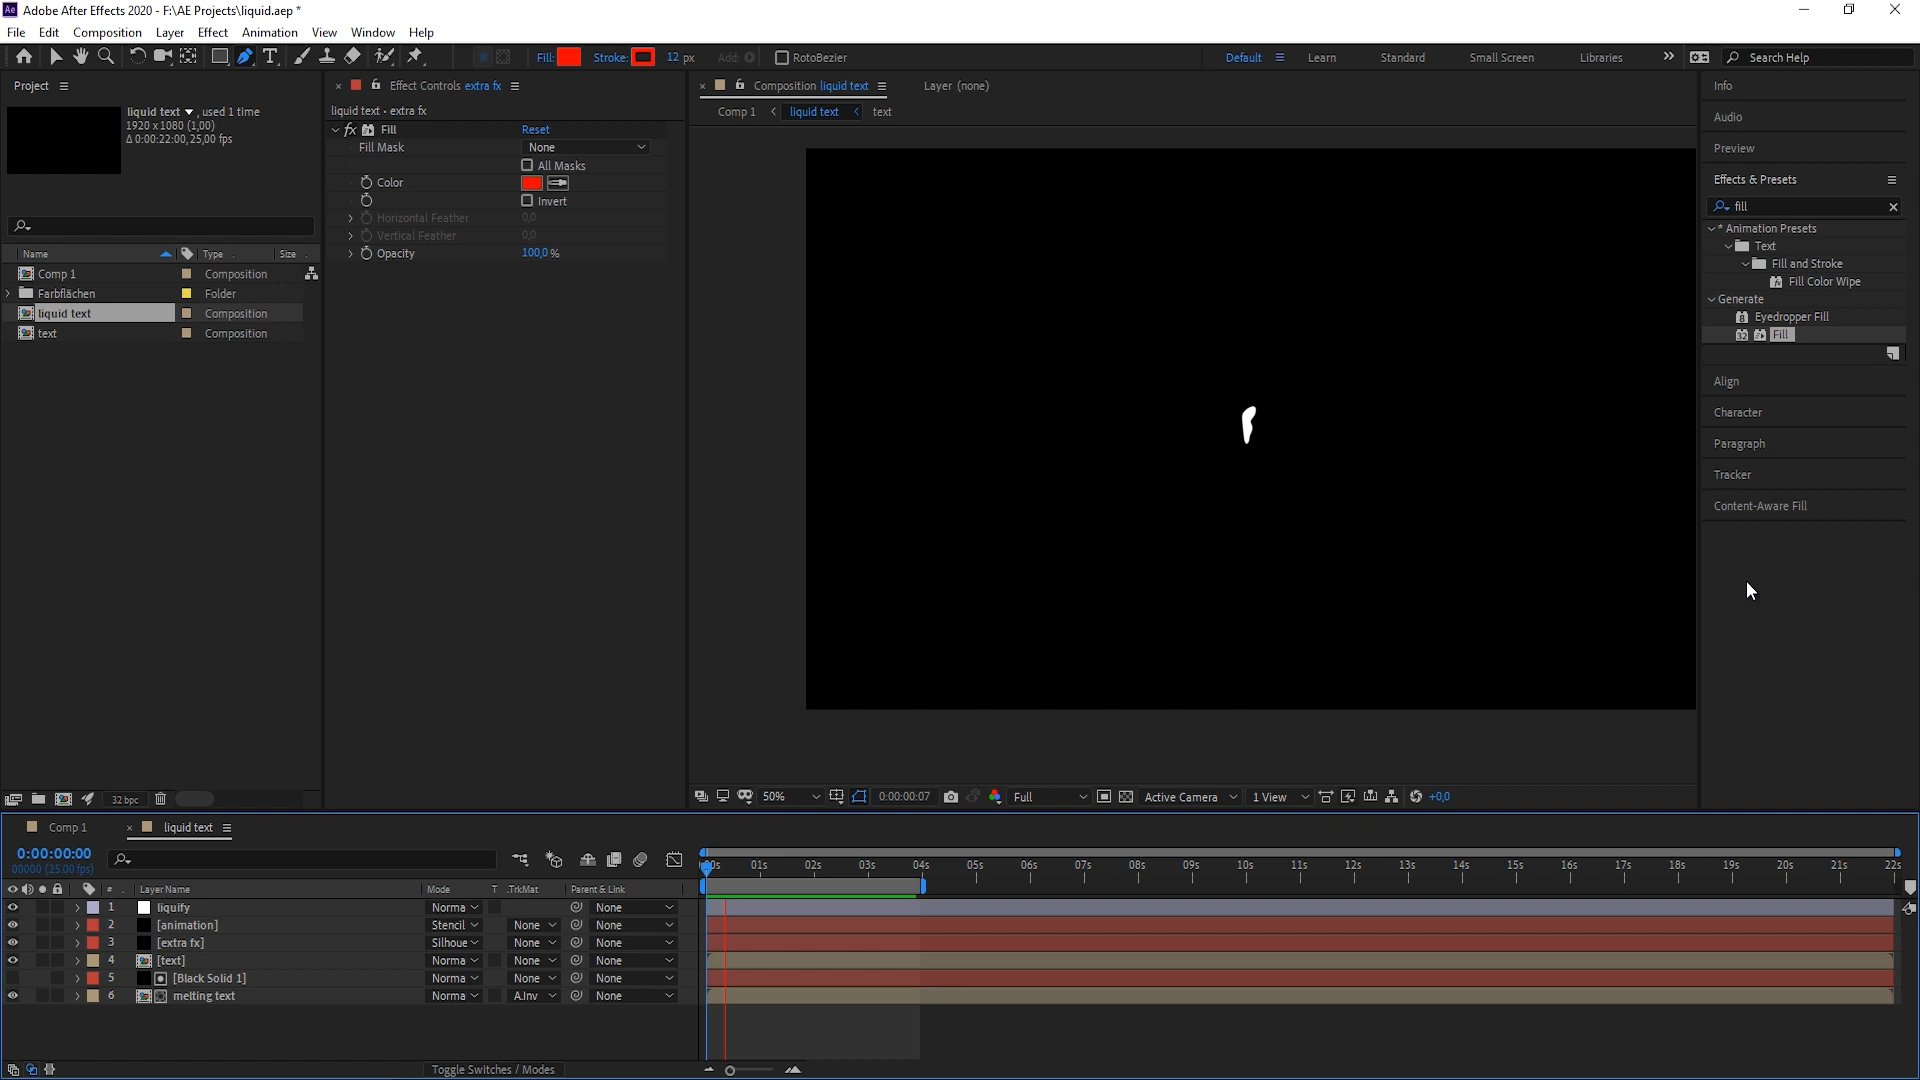 Ae Adobe After Effects 2020 - F:\AE Projects\liquid.aep *
File Edit Composition Layer Effect Animation View Window Help
Fill: Stroke: 12 px Add: RotoBezier Default Learn Standard Small Screen Libraries Search Help
Project
liquid text , used 1 time
1920 x 1080 (1,00)
Δ 0:00:22:00, 25,00 fps
Name Type Size
Comp 1 Composition
Farbflächen Folder
liquid text Composition
text Composition
32 bpc
Effect Controls extra fx
liquid text • extra fx
fx Fill Reset
Fill Mask None
All Masks
Color
Invert
Horizontal Feather 0,0
Vertical Feather 0,0
Opacity 100,0 %
Composition liquid text Layer (none)
Comp 1 liquid text text
50% 0:00:00:07 Full Active Camera 1 View +0,0
Info
Audio
Preview
Effects & Presets
fill
* Animation Presets
Text
Fill and Stroke
Fill Color Wipe
Generate
8 Eyedropper Fill
32 Fill
Align
Character
Paragraph
Tracker
Content-Aware Fill
Comp 1 liquid text
0:00:00:00
00000 (25.00 fps)
# Layer Name Mode T .TrkMat Parent & Link
1 liquify Norma None
2 [animation] Stencil None None
3 [extra fx] Silhoue None None
4 [text] Norma None None
5 [Black Solid 1] Norma None None
6 melting text Norma A.Inv None
01s 02s 03s 04s 05s 06s 07s 08s 09s 10s 11s 12s 13s 14s 15s 16s 17s 18s 19s 20s 21s 22s
Toggle Switches / Modes